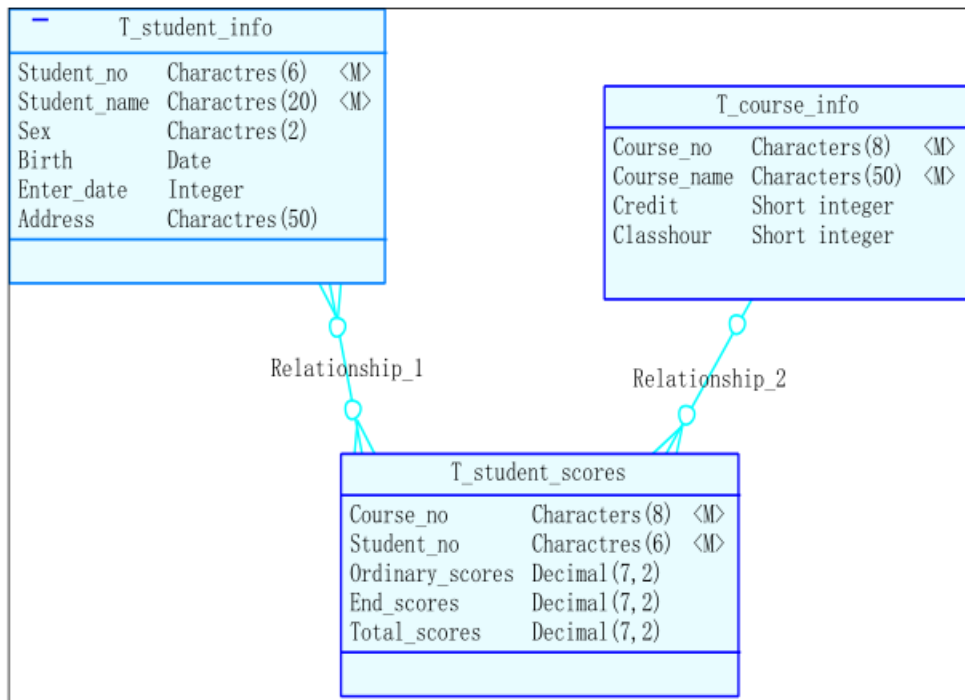 T_student_info
Student_no Charactres(6) <M>
Student_name Charactres(20) <M>
Sex Charactres(2)
Birth Date
Enter_date Integer
Address Charactres(50)
T_course_info
Course_no Characters(8) <M>
Course_name Characters(50) <M>
Credit Short integer
Classhour Short integer
Relationship_1
Relationship_2
T_student_scores
Course_no Characters(8) <M>
Student_no Charactres(6) <M>
Ordinary_scores Decimal(7,2)
End_scores Decimal(7,2)
Total_scores Decimal(7,2)